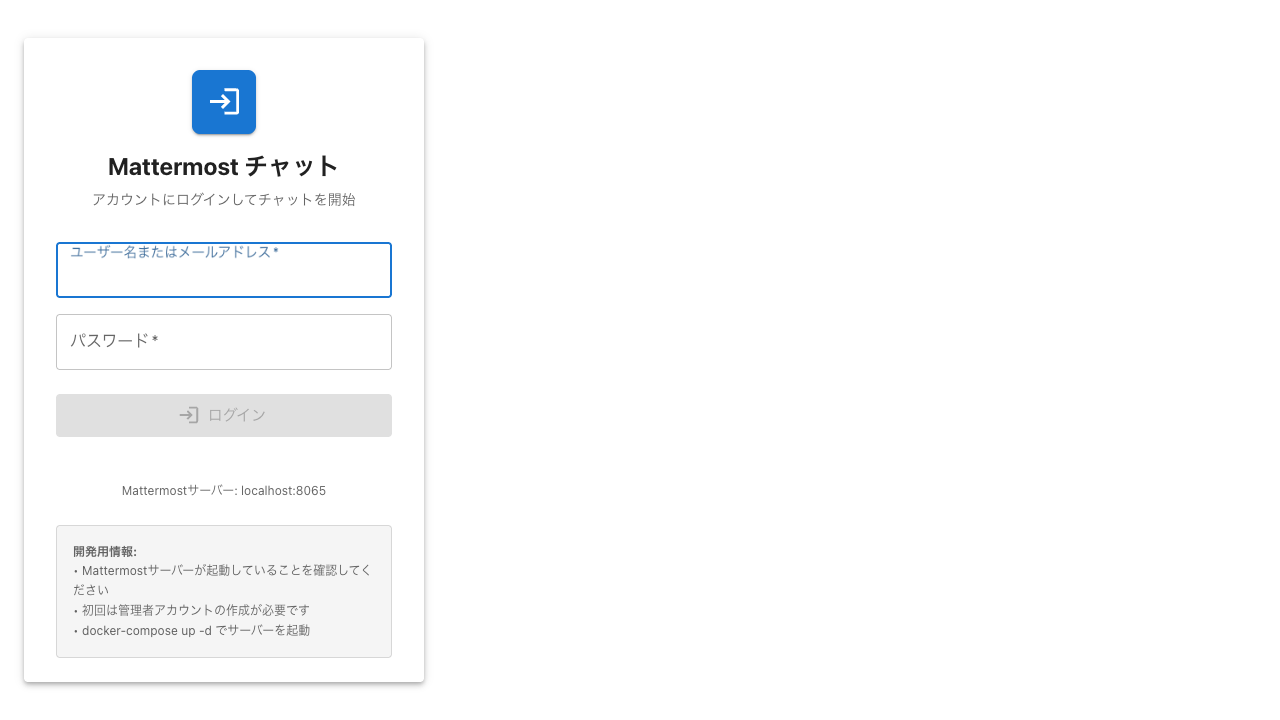 Mattermost チャット
アカウントにログインしてチャットを開始
ユーザー名またはメールアドレス *
パスワード *
ログイン
Mattermostサーバー: localhost:8065
開発用情報:
• Mattermostサーバーが起動していることを確認してく
ださい
• 初回は管理者アカウントの作成が必要です
• docker-compose up -d でサーバーを起動